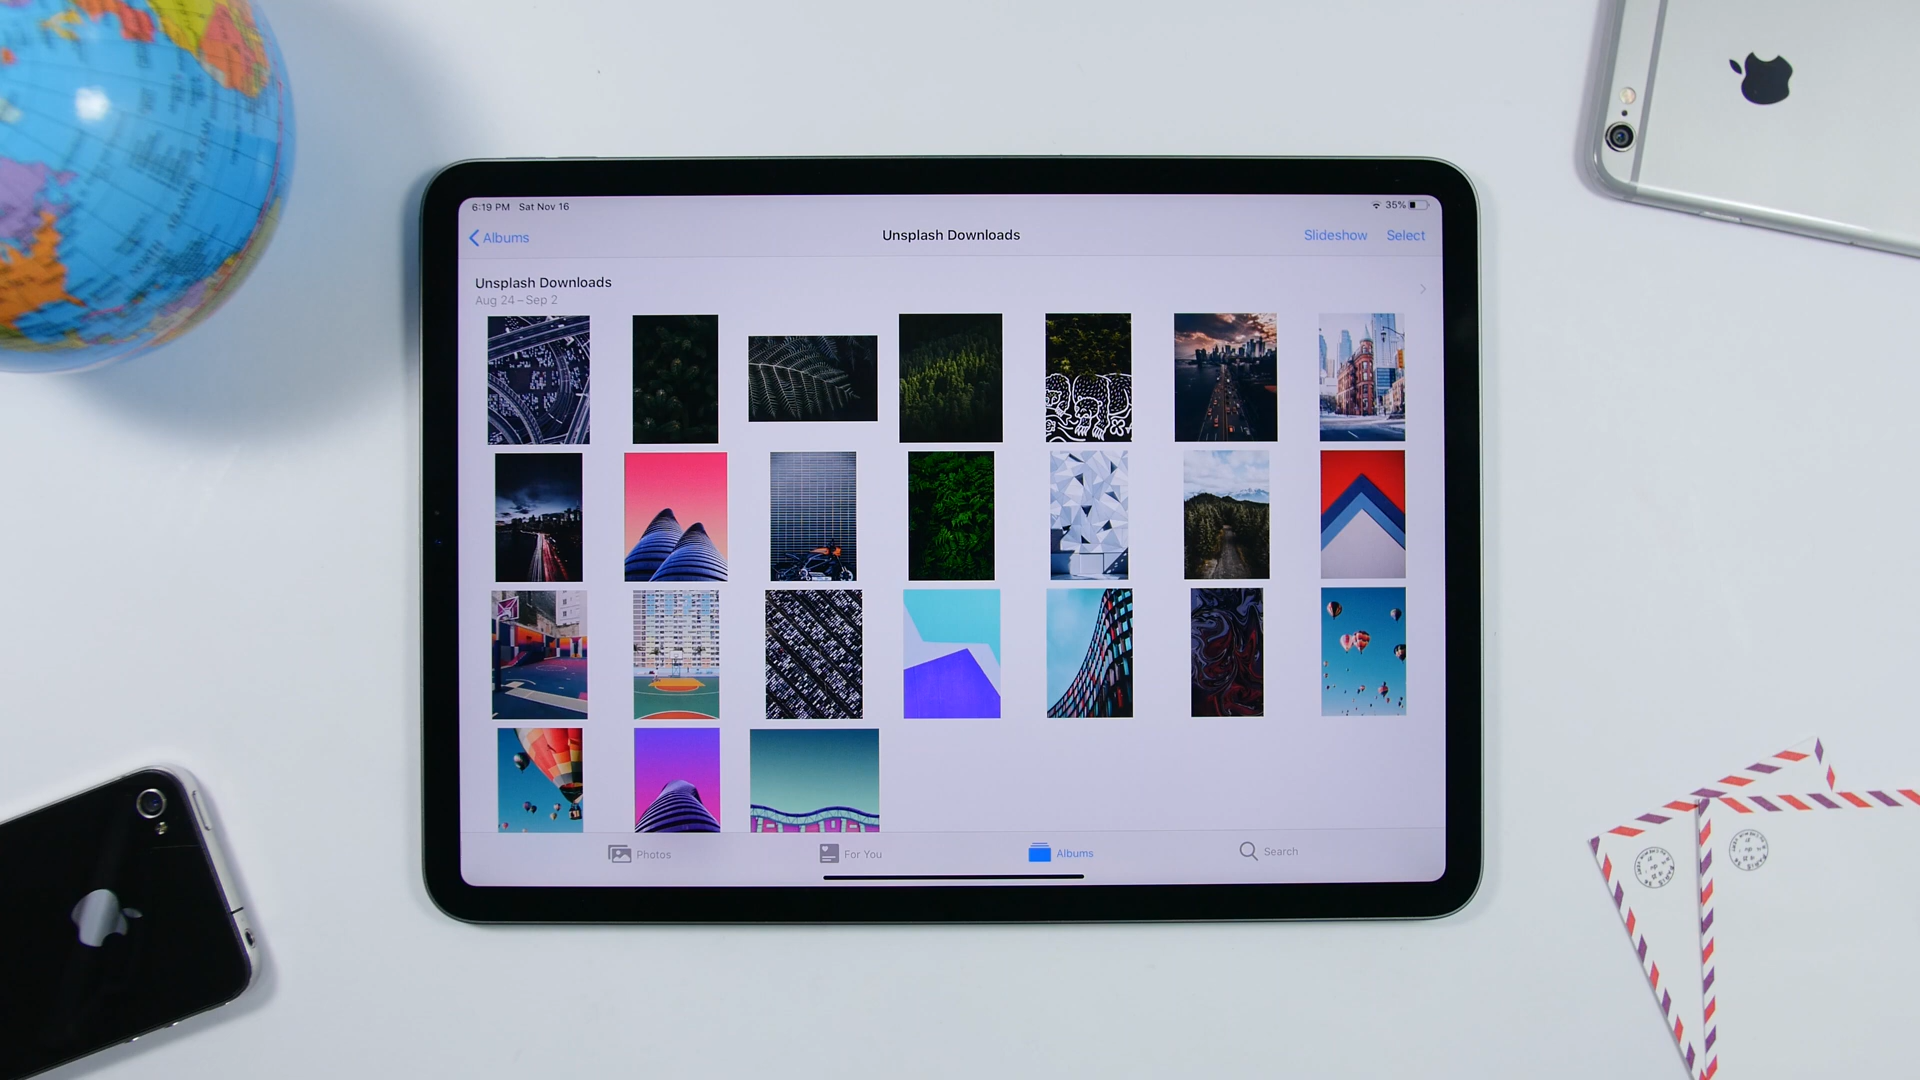 6:19 PM Sat Nov 16
35%
Albums
Unsplash Downloads
Slideshow Select
Unsplash Downloads
Aug 24 – Sep 2
Photos
For You
Albums
Search